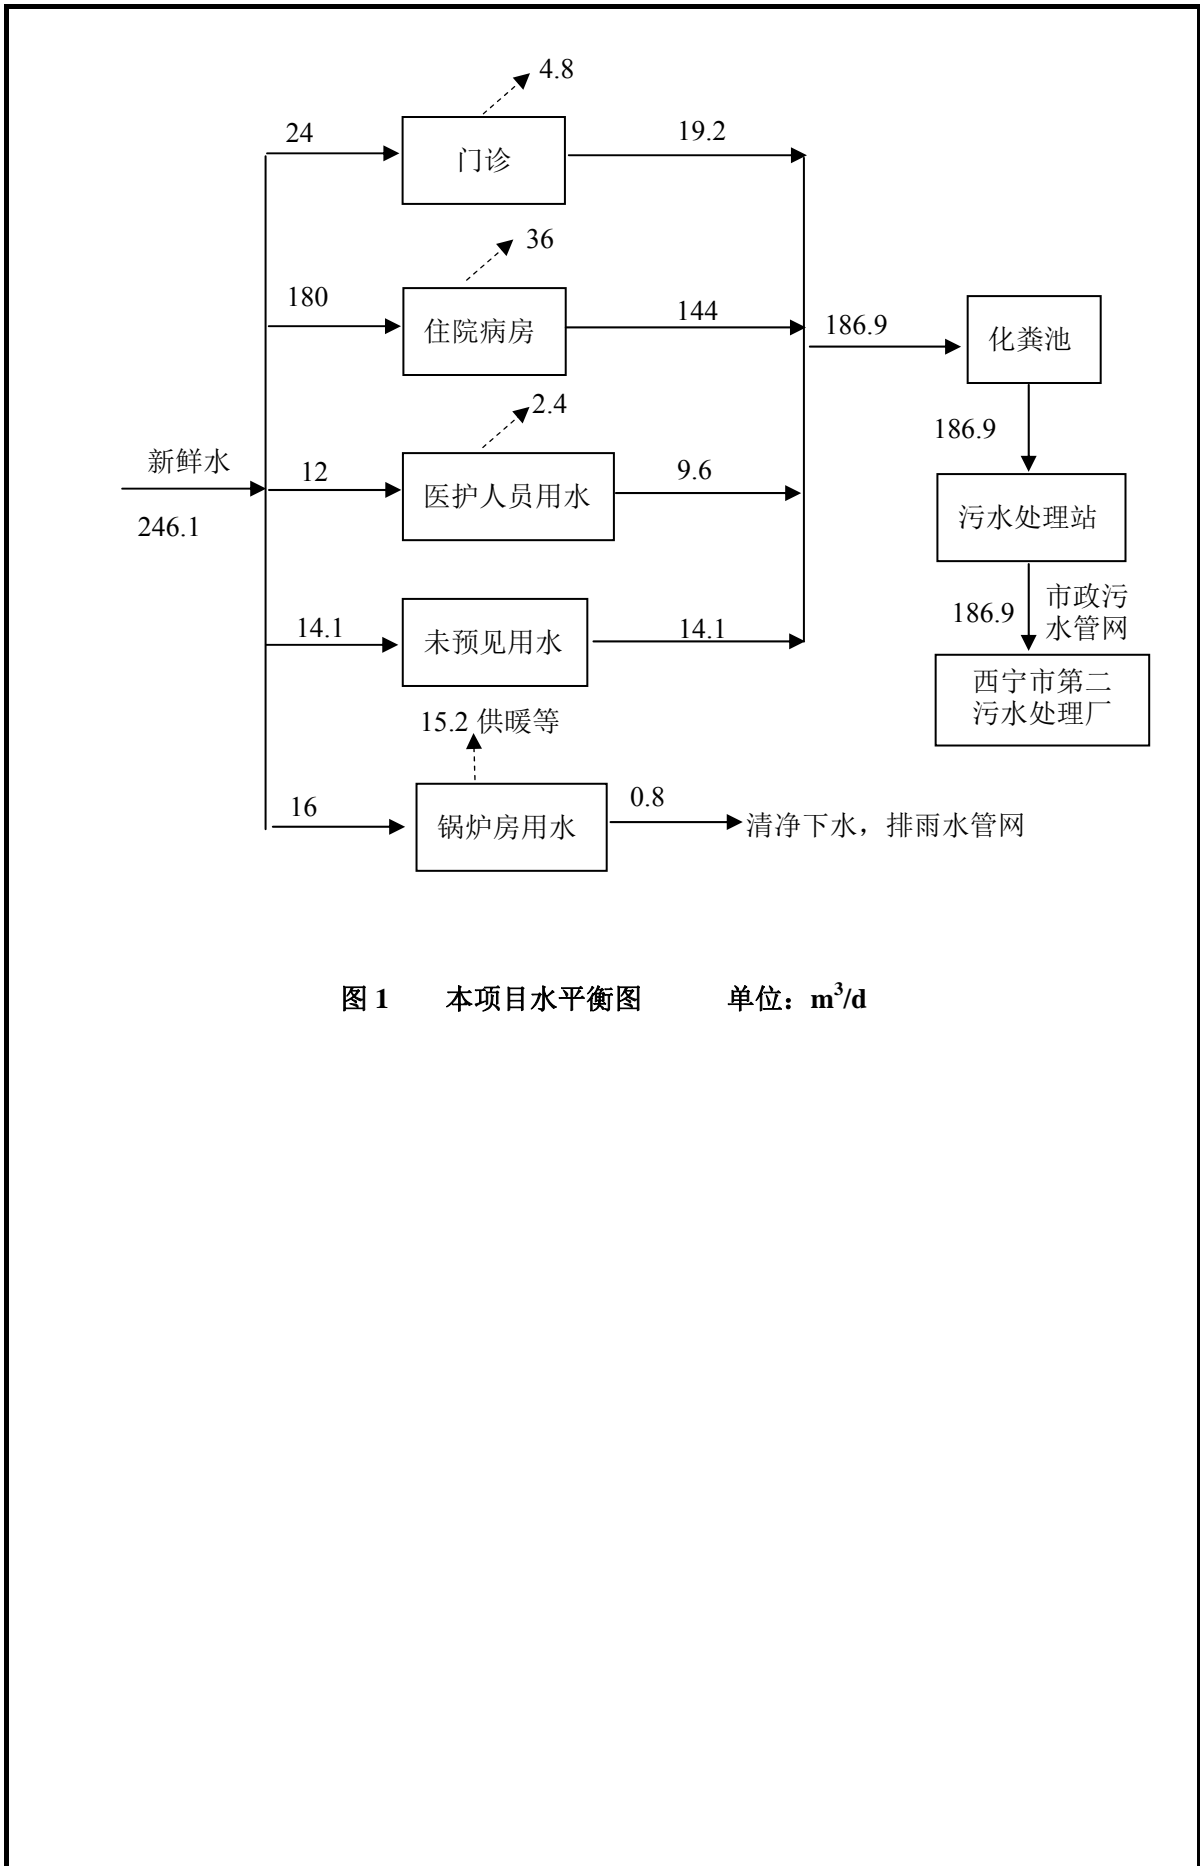 4.8
24
门诊
19.2
36
180
住院病房
144
186.9
化粪池
2.4
186.9
新鲜水
246.1
12
医护人员用水
9.6
污水处理站
14.1
未预见用水
14.1
186.9
市政污
水管网
西宁市第二
污水处理厂
15.2 供暖等
16
锅炉房用水
0.8
清净下水，排雨水管网
图 1 本项目水平衡图 单位：m³/d